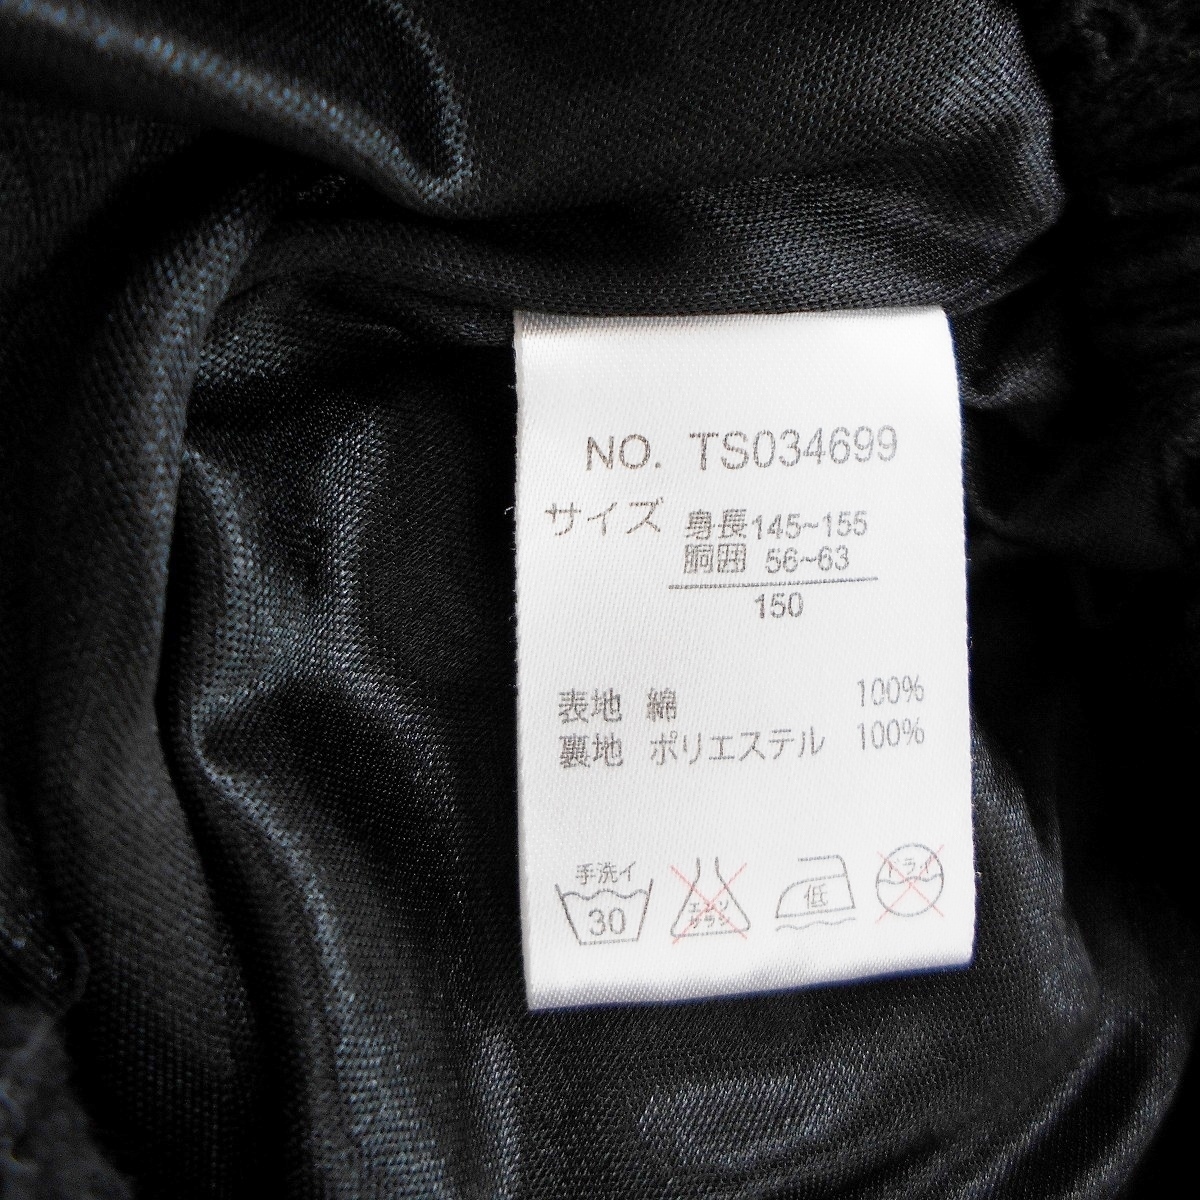 NO. TS034699
サイズ 身長145~155
胴囲 56~63
150
表地 綿 100%
裏地 ポリエステル 100%
手洗イ
30
エンソ
サラシ
低
ドライ